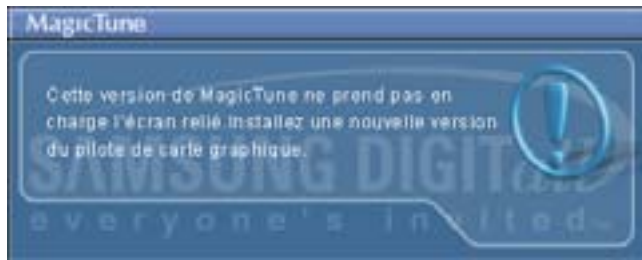 MagicTune
Cette version de MagicTune ne prend pas en
charge l'écran relié Installez une nouvelle version
du pilote de carte graphique.
SAMSUNG DIGITall
everyone's invited™